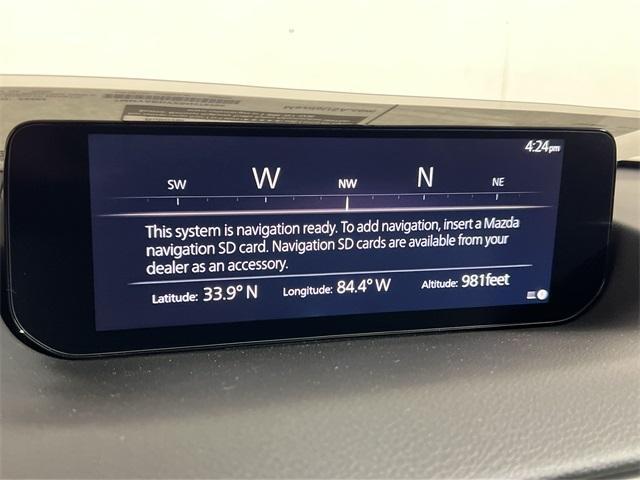 4:24pm
SW W NW N NE
This system is navigation ready. To add navigation, insert a Mazda
navigation SD card. Navigation SD cards are available from your
dealer as an accessory.
Latitude: 33.9° N Longitude: 84.4° W Altitude: 981feet